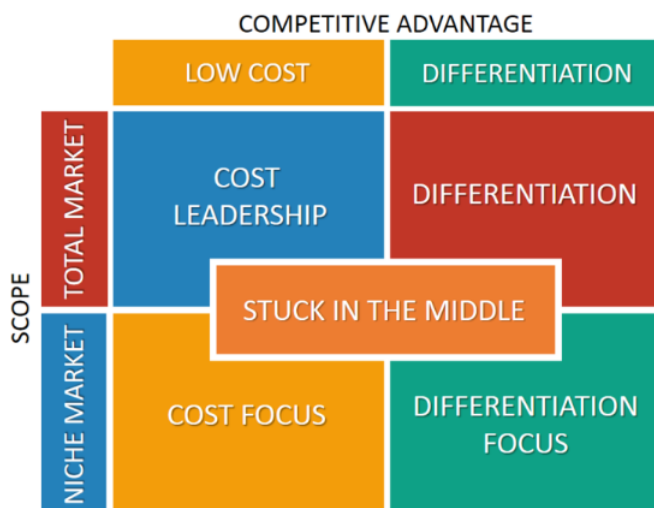 COMPETITIVE ADVANTAGE
LOW COST
DIFFERENTIATION
SCOPE
TOTAL MARKET
COST
LEADERSHIP
DIFFERENTIATION
STUCK IN THE MIDDLE
NICHE MARKET
COST FOCUS
DIFFERENTIATION
FOCUS